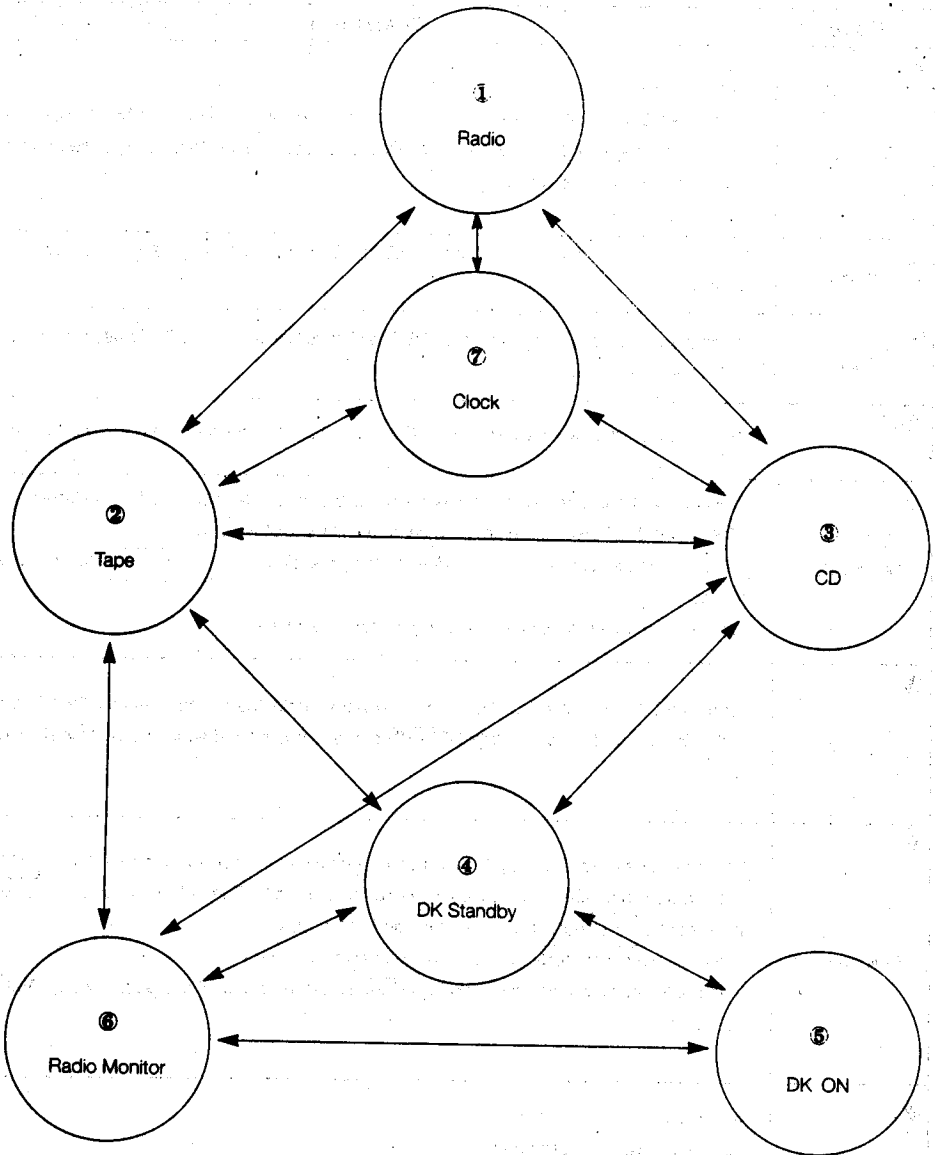 ①
Radio
⑦
Clock
②
Tape
③
CD
④
DK Standby
⑥
Radio Monitor
⑤
DK ON